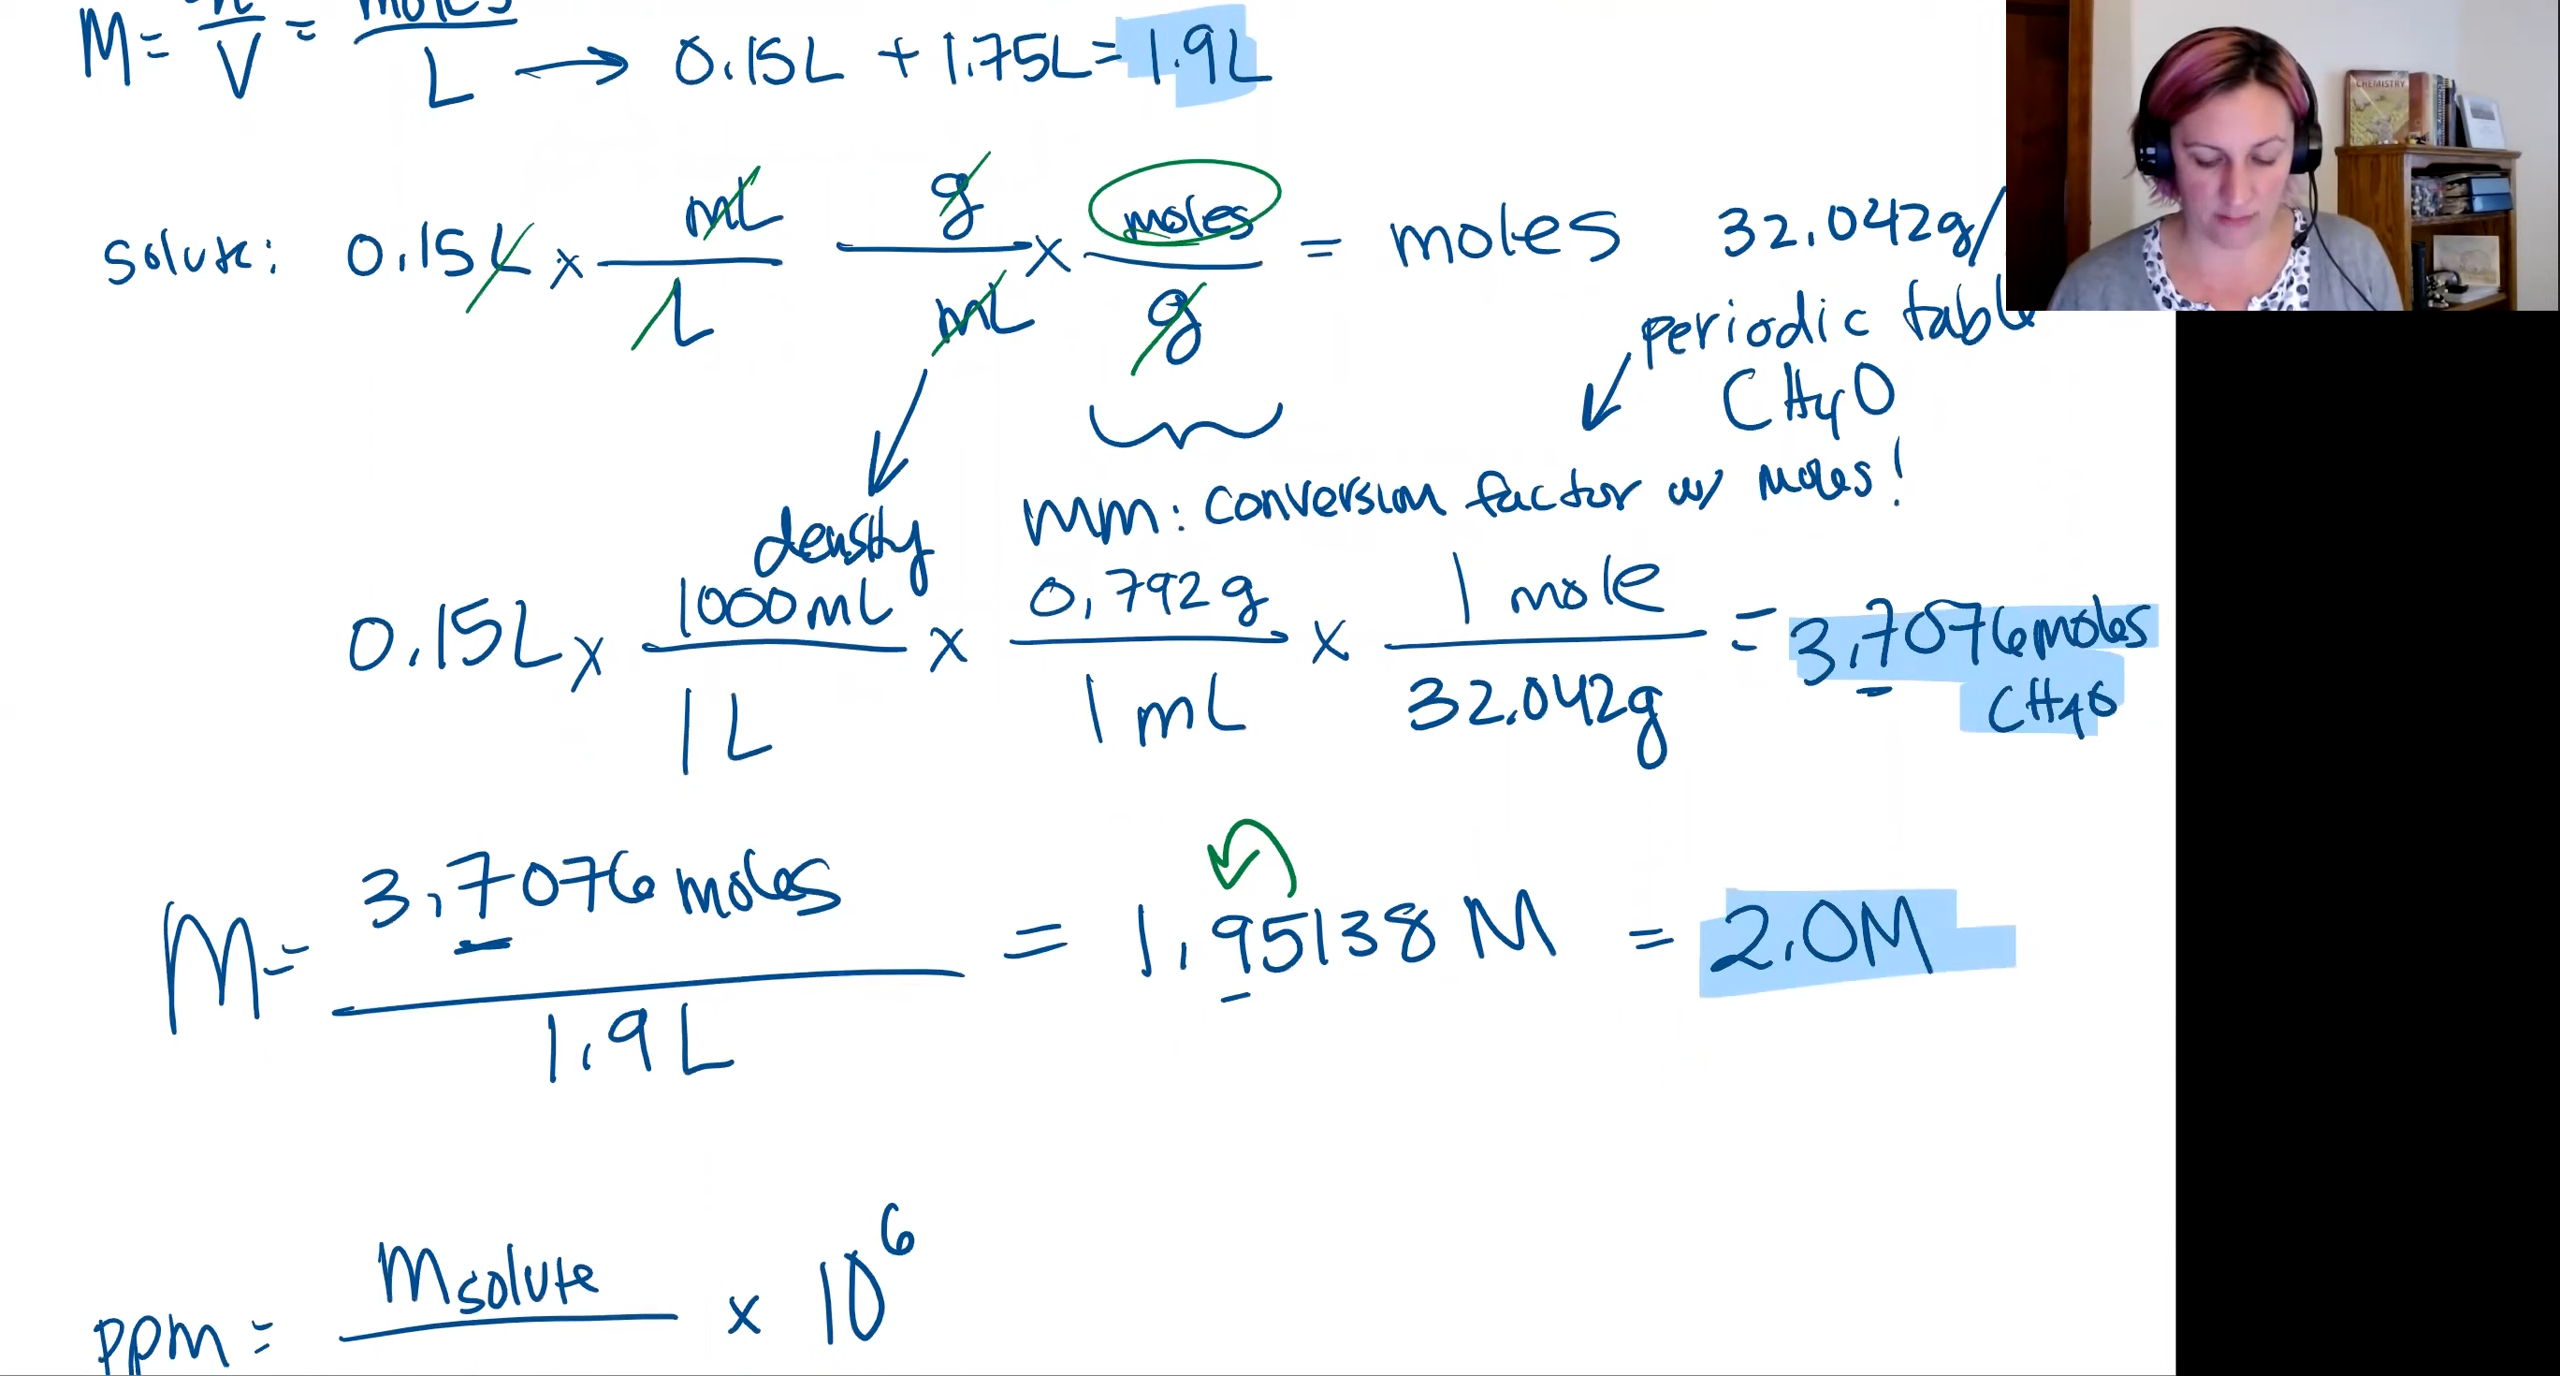 M = n/V = moles/L → 0.15L + 1.75L = 1.9L
solute: 0.15L x mL/L g/mL x moles/g = moles 32.042g/
periodic table
CH4O
density
MM: conversion factor w/ moles!
0.15L x 1000mL/1L x 0.792g/1mL x 1 mole/32.042g = 3.7076 moles
CH4O
M = 3.7076 moles/1.9L = 1.95138 M = 2.0M
ppm = msolute/ x 10^6
CHEMISTRY